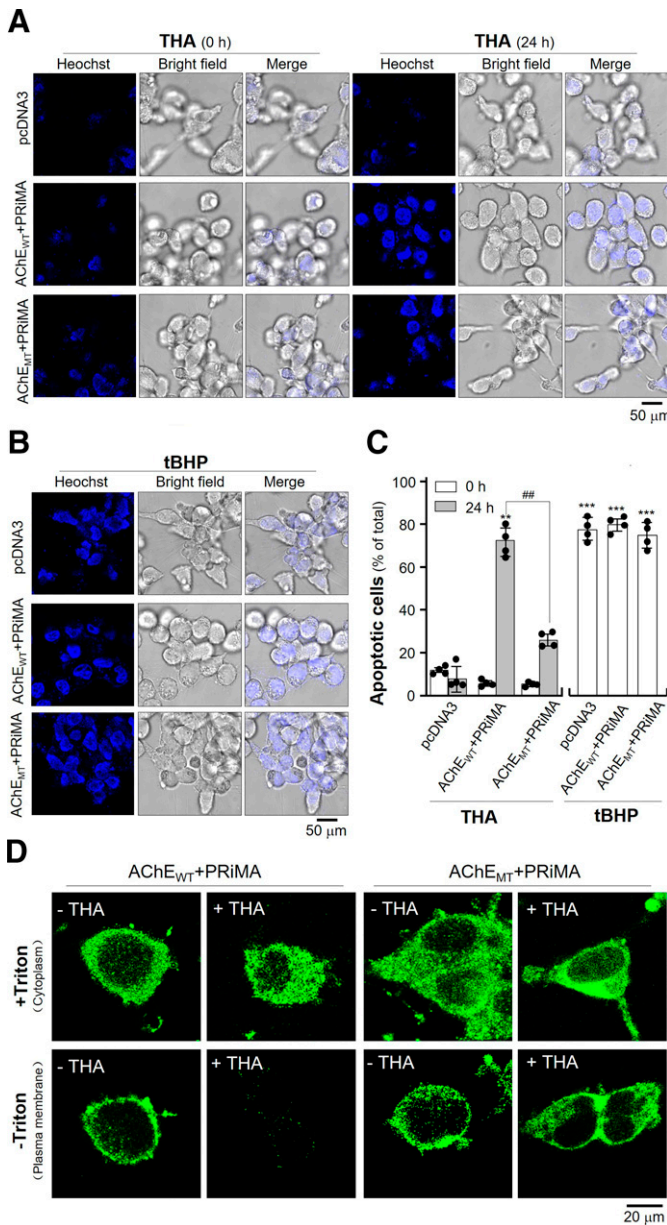 A
THA (0 h) THA (24 h)
Heochst Bright field Merge Heochst Bright field Merge
pcDNA3
AChEWT+PRiMA
AChEMT+PRiMA
50 μm
B
tBHP
Heochst Bright field Merge
pcDNA3
AChEWT+PRiMA
AChEMT+PRiMA
50 μm
C
Apoptotic cells (% of total)
100
80
60
40
20
0
0 h
24 h
**
##
***
***
***
pcDNA3
AChEWT+PRiMA
AChEMT+PRiMA
pcDNA3
AChEWT+PRiMA
AChEMT+PRiMA
THA tBHP
D
AChEWT+PRiMA AChEMT+PRiMA
+Triton
(Cytoplasm)
- THA + THA - THA + THA
-Triton
(Plasma membrane)
- THA + THA - THA + THA
20 μm